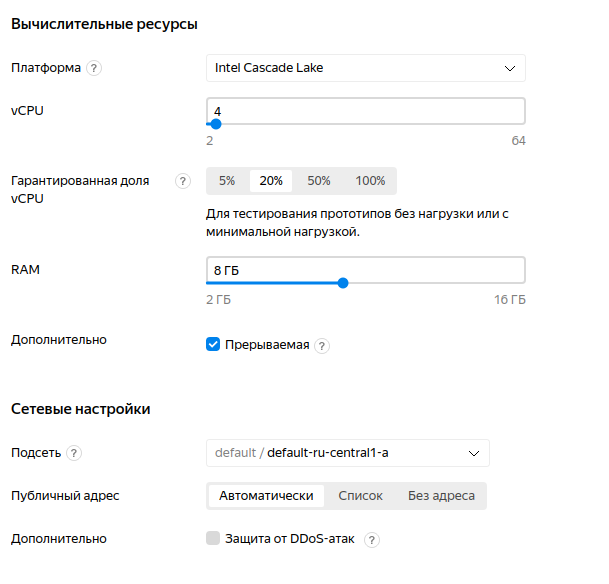 Вычислительные ресурсы
Платформа ?
Intel Cascade Lake
vCPU
4
2 64
Гарантированная доля
vCPU
?
5% 20% 50% 100%
Для тестирования прототипов без нагрузки или с
минимальной нагрузкой.
RAM
8 ГБ
2 ГБ 16 ГБ
Дополнительно
Прерываемая ?
Сетевые настройки
Подсеть ?
default / default-ru-central1-a
Публичный адрес
Автоматически Список Без адреса
Дополнительно
Защита от DDoS-атак ?